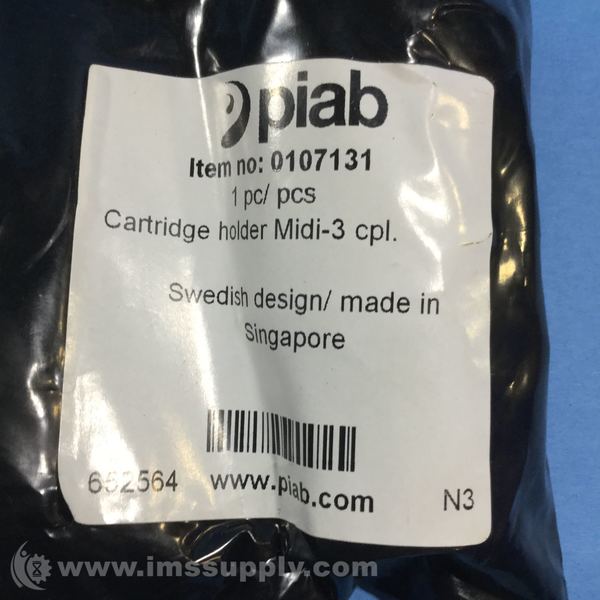 piab
Item no: 0107131
1 pc/ pcs
Cartridge holder Midi-3 cpl.
Swedish design/ made in
Singapore
652564
www.piab.com
N3
www.imssupply.com